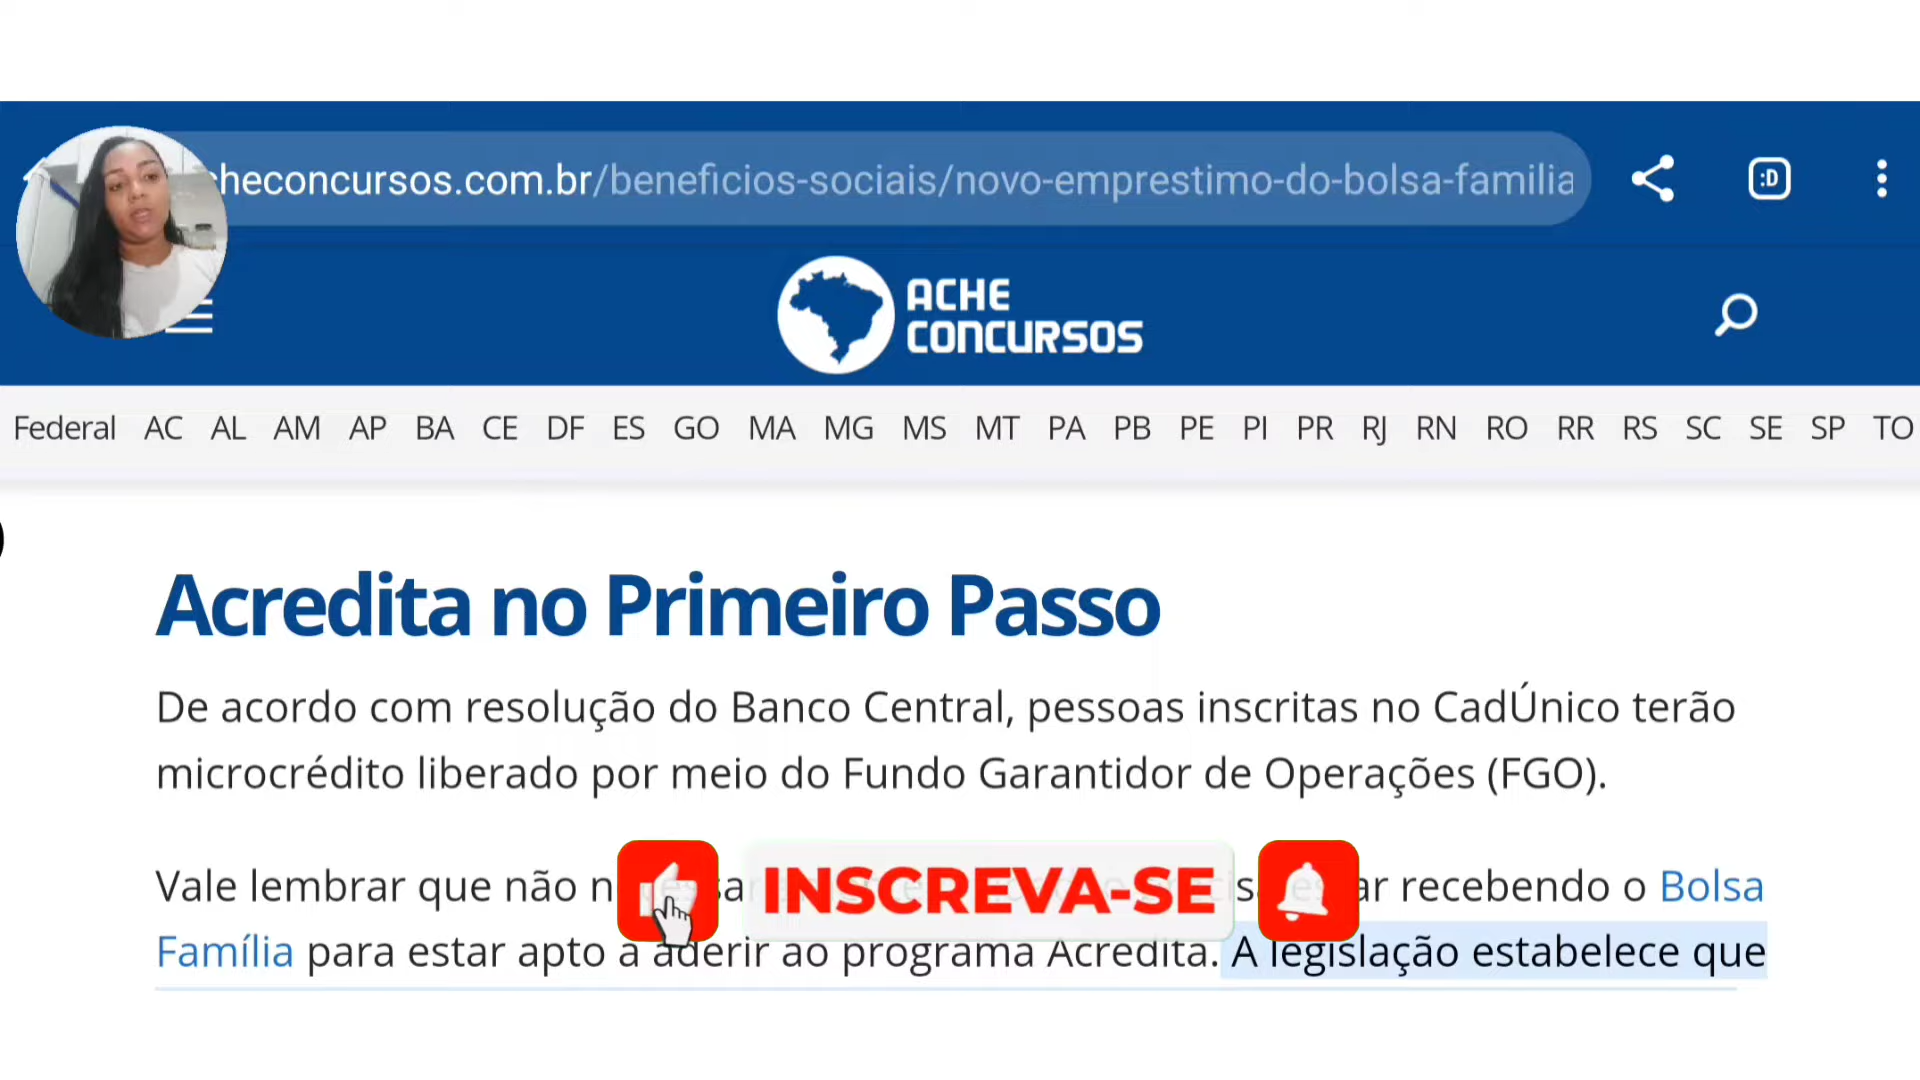 checoncursos.com.br/beneficios-sociais/novo-emprestimo-do-bolsa-familia
:D
ACHE
CONCURSOS
Federal AC AL AM AP BA CE DF ES GO MA MG MS MT PA PB PE PI PR RJ RN RO RR RS SC SE SP TO
Acredita no Primeiro Passo
De acordo com resolução do Banco Central, pessoas inscritas no CadÚnico terão
microcrédito liberado por meio do Fundo Garantidor de Operações (FGO).
Vale lembrar que não recebendo o Bolsa
INSCREVA-SE
Família para estar apto a aderir ao programa Acredita. A legislação estabelece que